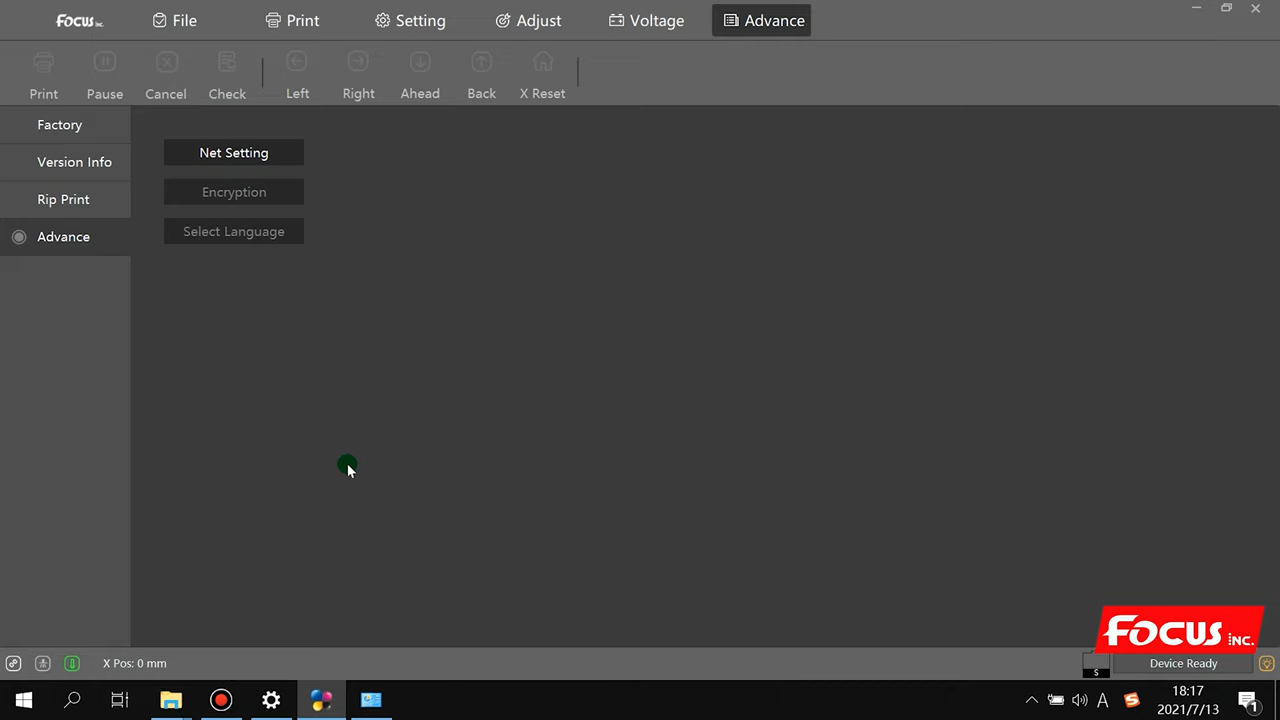 Focus Inc. File Print Setting Adjust Voltage Advance
Print Pause Cancel Check Left Right Ahead Back X Reset
Factory
Version Info
Rip Print
Advance
Net Setting
Encryption
Select Language
Focus INC.
X Pos: 0 mm
S
Device Ready
A
S
18:17
2021/7/13
1